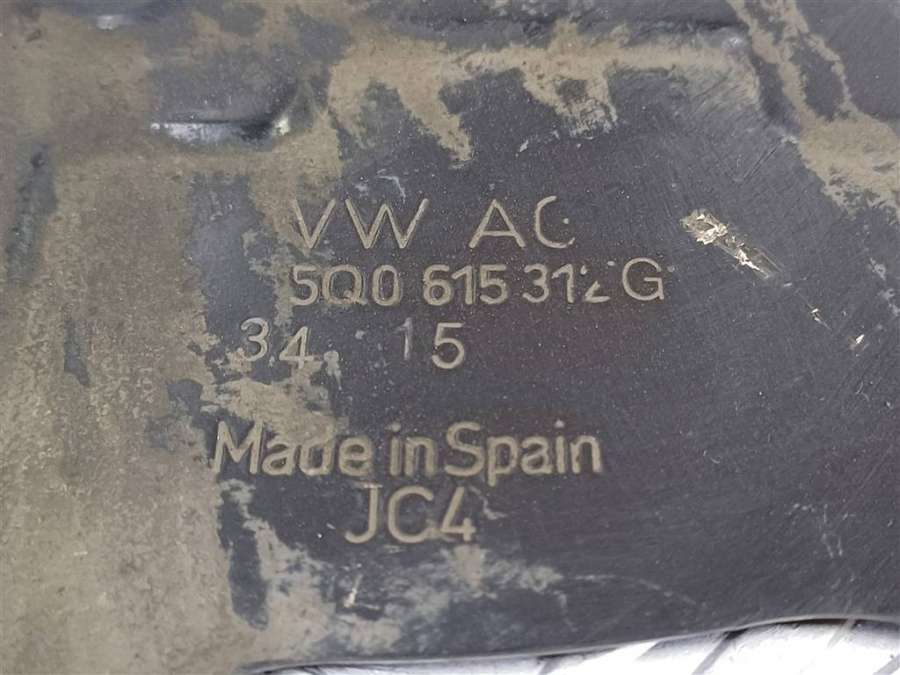 VW AG
5Q0 615 312 G
34. 15
Made in Spain
JC4